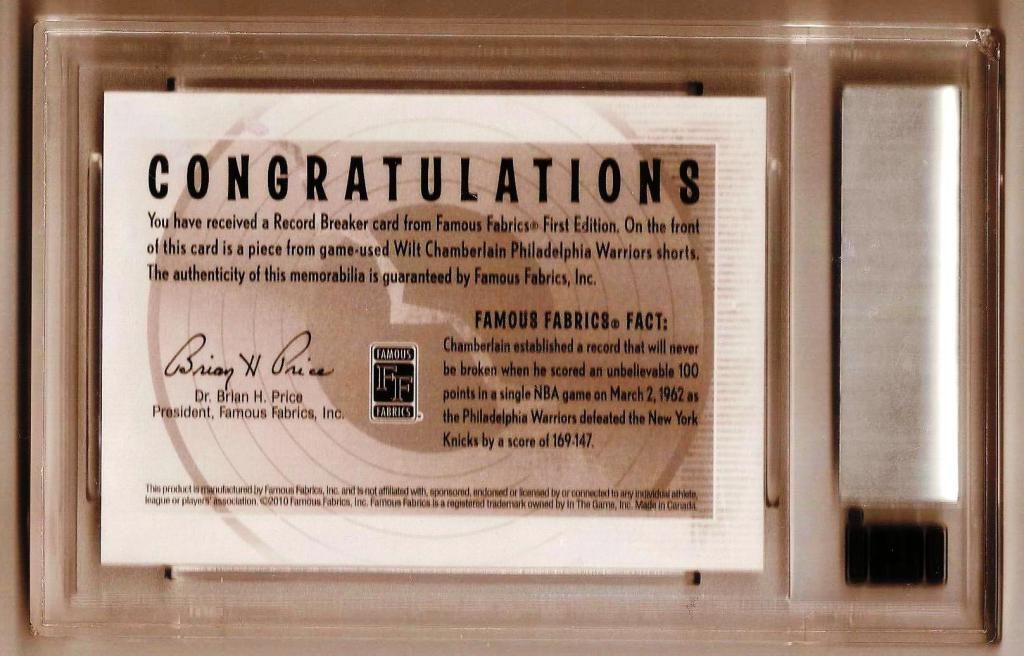 CONGRATULATIONS
You have received a Record Breaker card from Famous Fabrics® First Edition. On the front
of this card is a piece from game-used Wilt Chamberlain Philadelphia Warriors shorts.
The authenticity of this memorabilia is guaranteed by Famous Fabrics, Inc.
Brian H Price
Dr. Brian H. Price
President, Famous Fabrics, Inc.
FAMOUS
FF
FABRICS
FAMOUS FABRICS® FACT:
Chamberlain established a record that will never
be broken when he scored an unbelievable 100
points in a single NBA game on March 2, 1962 as
the Philadelphia Warriors defeated the New York
Knicks by a score of 169-147.
This product is manufactured by Famous Fabrics, Inc. and is not affiliated with, sponsored, endorsed or licensed by or connected to any individual athlete,
league or players' association. ©2010 Famous Fabrics, Inc. Famous Fabrics is a registered trademark owned by In The Game, Inc. Made in Canada.